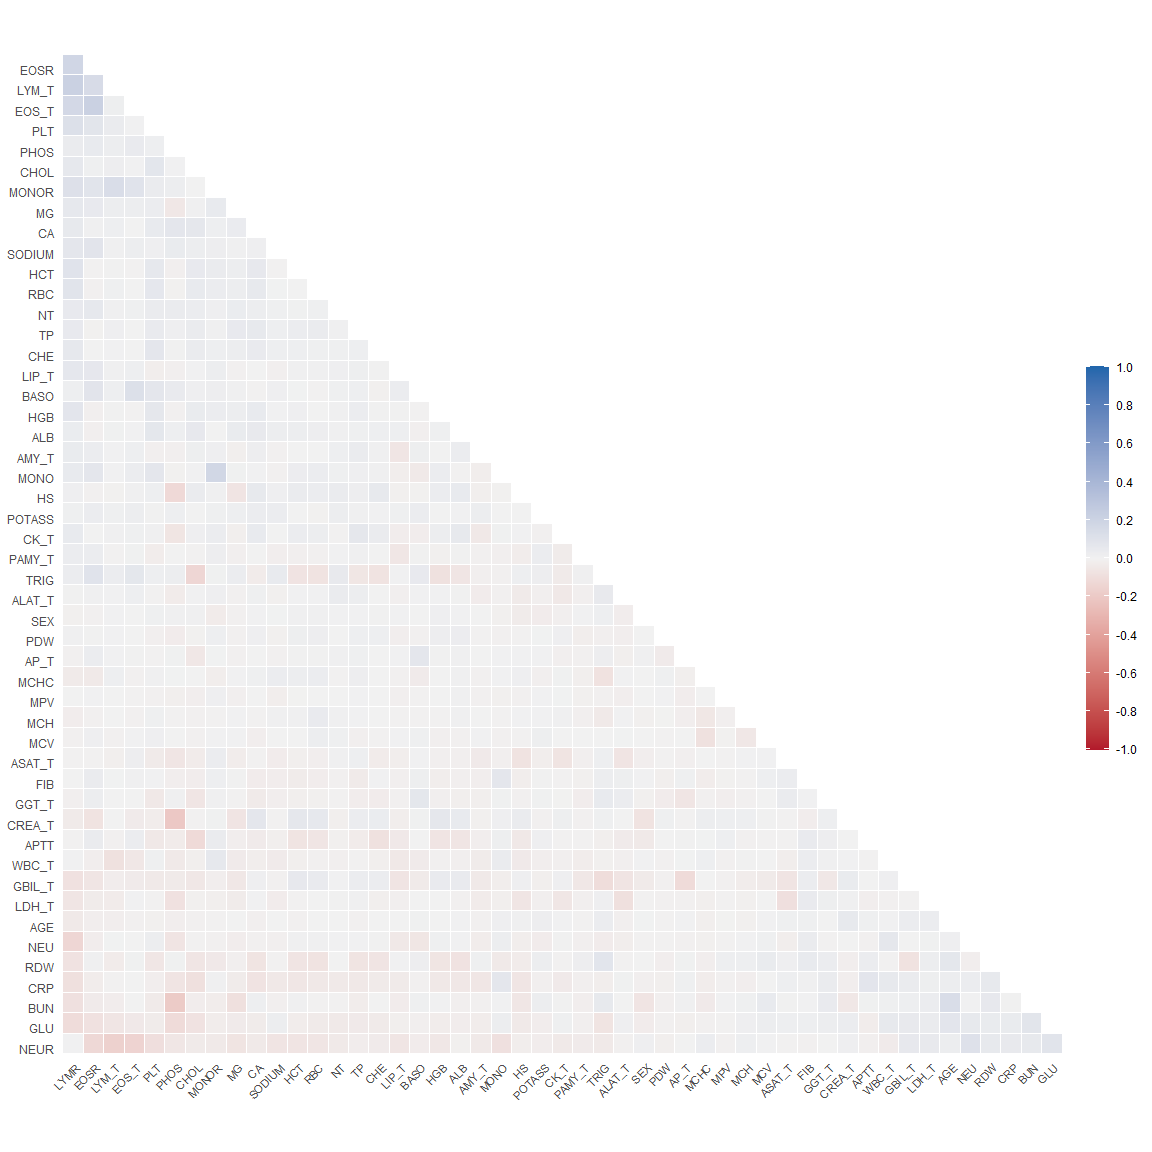 EOSR
LYM_T
EOS_T
PLT
PHOS
CHOL
MONOR
MG
CA
SODIUM
HCT
RBC
NT
TP
CHE
LIP_T
BASO
HGB
ALB
AMY_T
MONO
HS
POTASS
CK_T
PAMY_T
TRIG
ALAT_T
SEX
PDW
AP_T
MCHC
MPV
MCH
MCV
ASAT_T
FIB
GGT_T
CREA_T
APTT
WBC_T
GBIL_T
LDH_T
AGE
NEU
RDW
CRP
BUN
GLU
NEUR
LYMR
EOSR
LYM_T
EOS_T
PLT
PHOS
CHOL
MONOR
MG
CA
SODIUM
HCT
RBC
NT
TP
CHE
LIP_T
BASO
HGB
ALB
AMY_T
MONO
HS
POTASS
CK_T
PAMY_T
TRIG
ALAT_T
SEX
PDW
AP_T
MCHC
MPV
MCH
MCV
ASAT_T
FIB
GGT_T
CREA_T
APTT
WBC_T
GBIL_T
LDH_T
AGE
NEU
RDW
CRP
BUN
GLU
1.0
0.8
0.6
0.4
0.2
0.0
-0.2
-0.4
-0.6
-0.8
-1.0